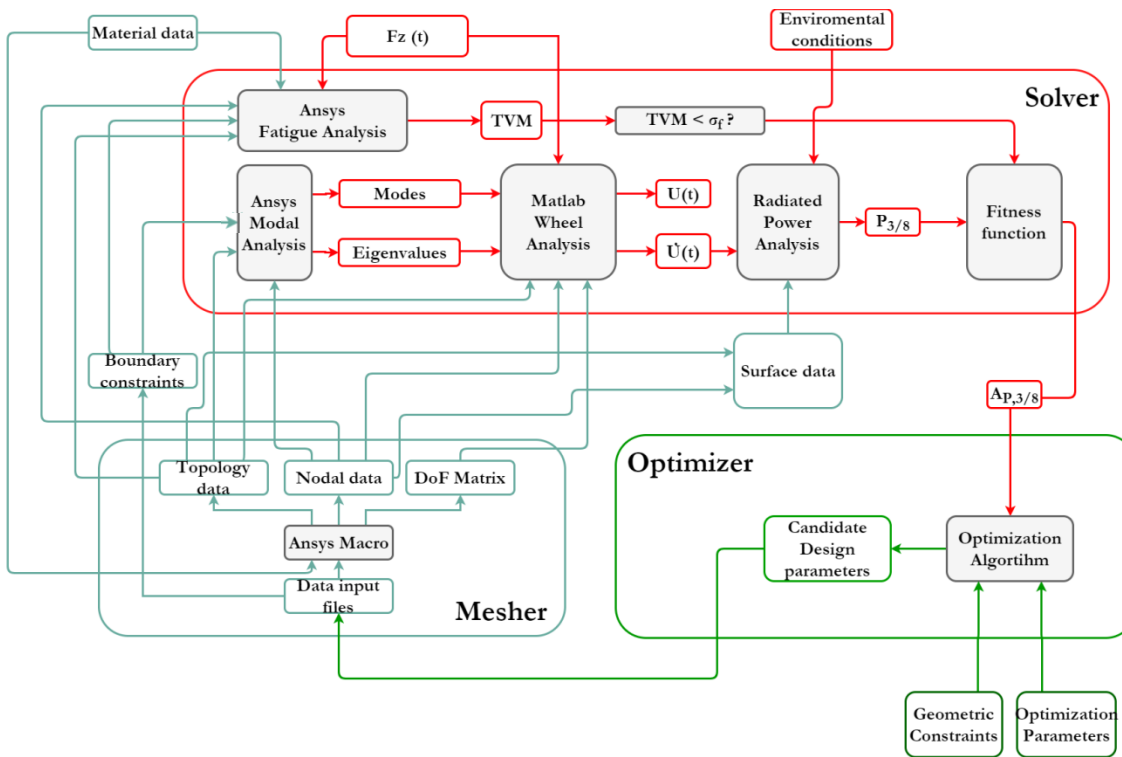 Material data
Fz (t)
Enviromental
conditions
Solver
Ansys
Fatigue Analysis
TVM
TVM < σf ?
Ansys
Modal
Analysis
Modes
Eigenvalues
Matlab
Wheel
Analysis
U(t)
U̇(t)
Radiated
Power
Analysis
P3/8
Fitness
function
Boundary
constraints
Surface data
AP,3/8
Optimizer
Topology
data
Nodal data
DoF Matrix
Ansys Macro
Data input
files
Mesher
Candidate
Design
parameters
Optimization
Algortihm
Geometric
Constraints
Optimization
Parameters